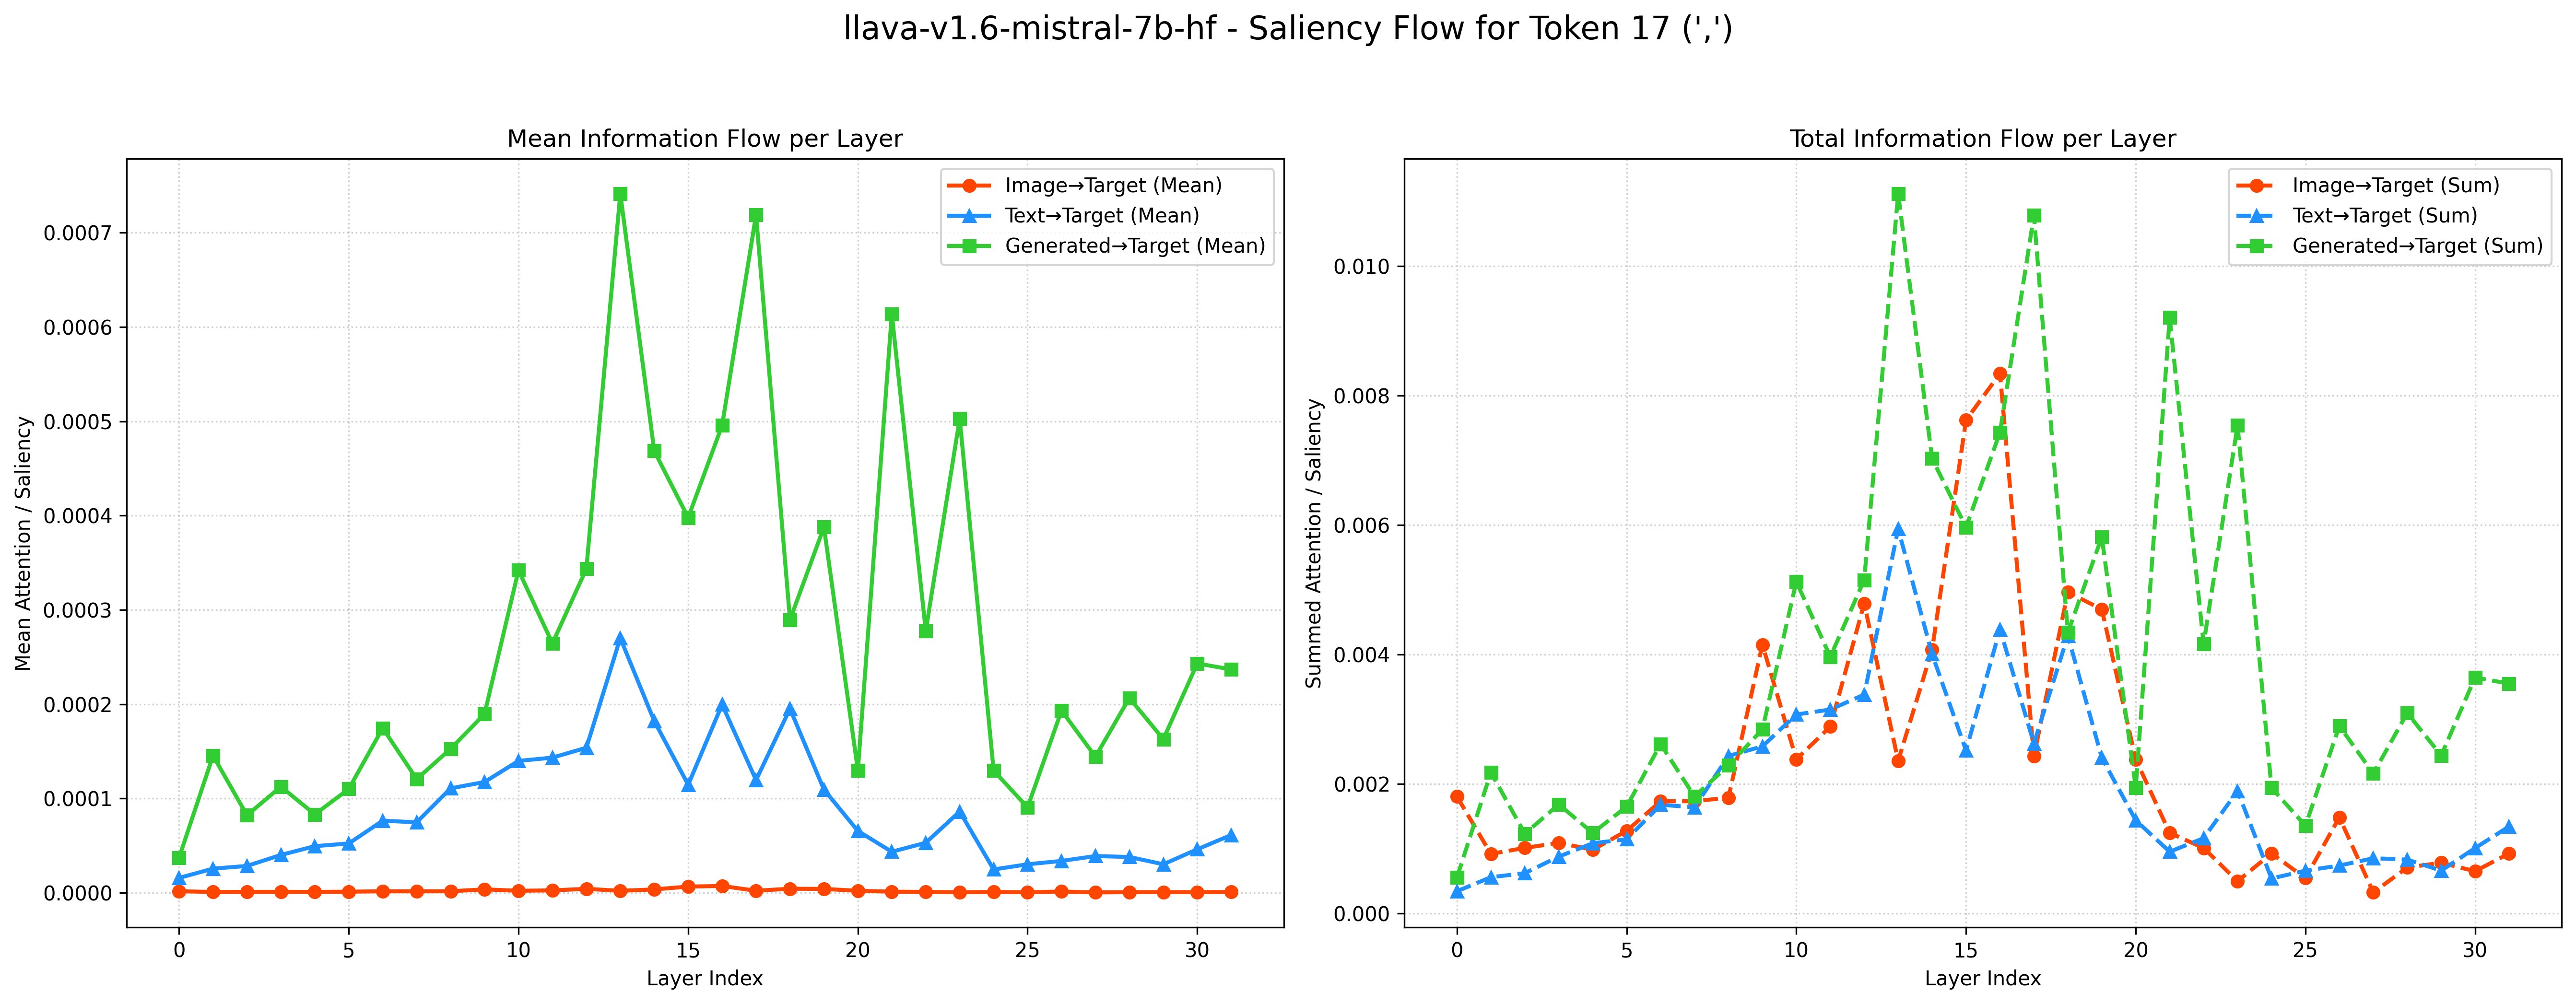 llava-v1.6-mistral-7b-hf - Saliency Flow for Token 17 (',')
Mean Information Flow per Layer
Mean Attention / Saliency
0.0007
0.0006
0.0005
0.0004
0.0003
0.0002
0.0001
0.0000
Image→Target (Mean)
Text→Target (Mean)
Generated→Target (Mean)
0 5 10 15 20 25 30
Layer Index
Total Information Flow per Layer
Summed Attention / Saliency
0.010
0.008
0.006
0.004
0.002
0.000
Image→Target (Sum)
Text→Target (Sum)
Generated→Target (Sum)
0 5 10 15 20 25 30
Layer Index